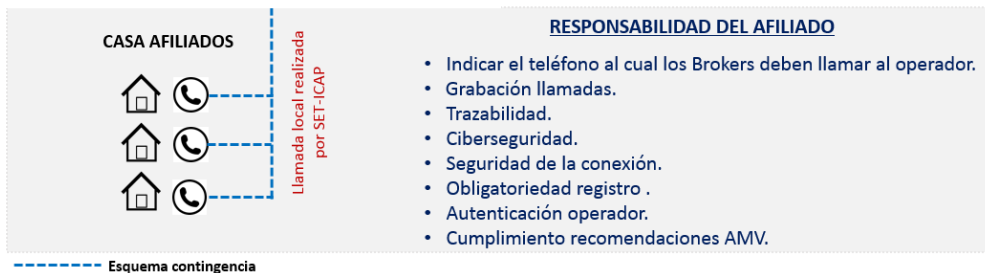 CASA AFILIADOS
Llamada local realizada
por SET-ICAP
RESPONSABILIDAD DEL AFILIADO
• Indicar el teléfono al cual los Brokers deben llamar al operador.
• Grabación llamadas.
• Trazabilidad.
• Ciberseguridad.
• Seguridad de la conexión.
• Obligatoriedad registro .
• Autenticación operador.
• Cumplimiento recomendaciones AMV.
Esquema contingencia